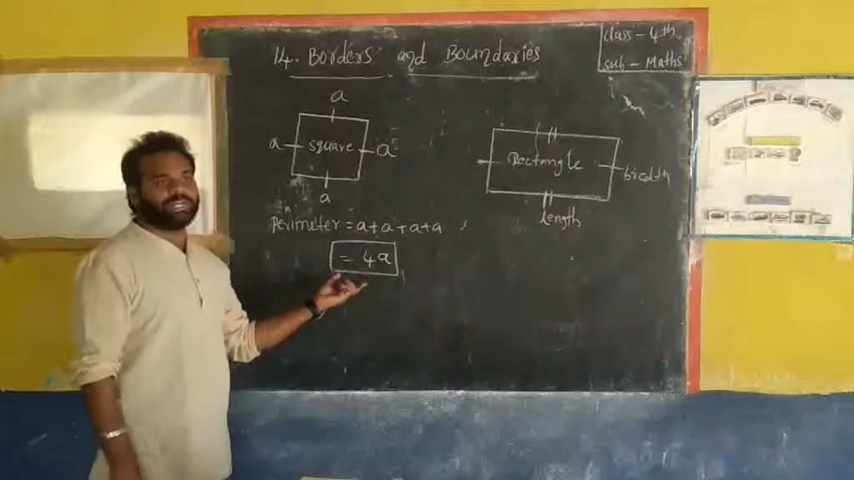 14. Borders and Boundaries
class - 4th
sub - Maths
a
a square a
a
Rectangle breadth
length
Perimeter = a+a+a+a
= 4a